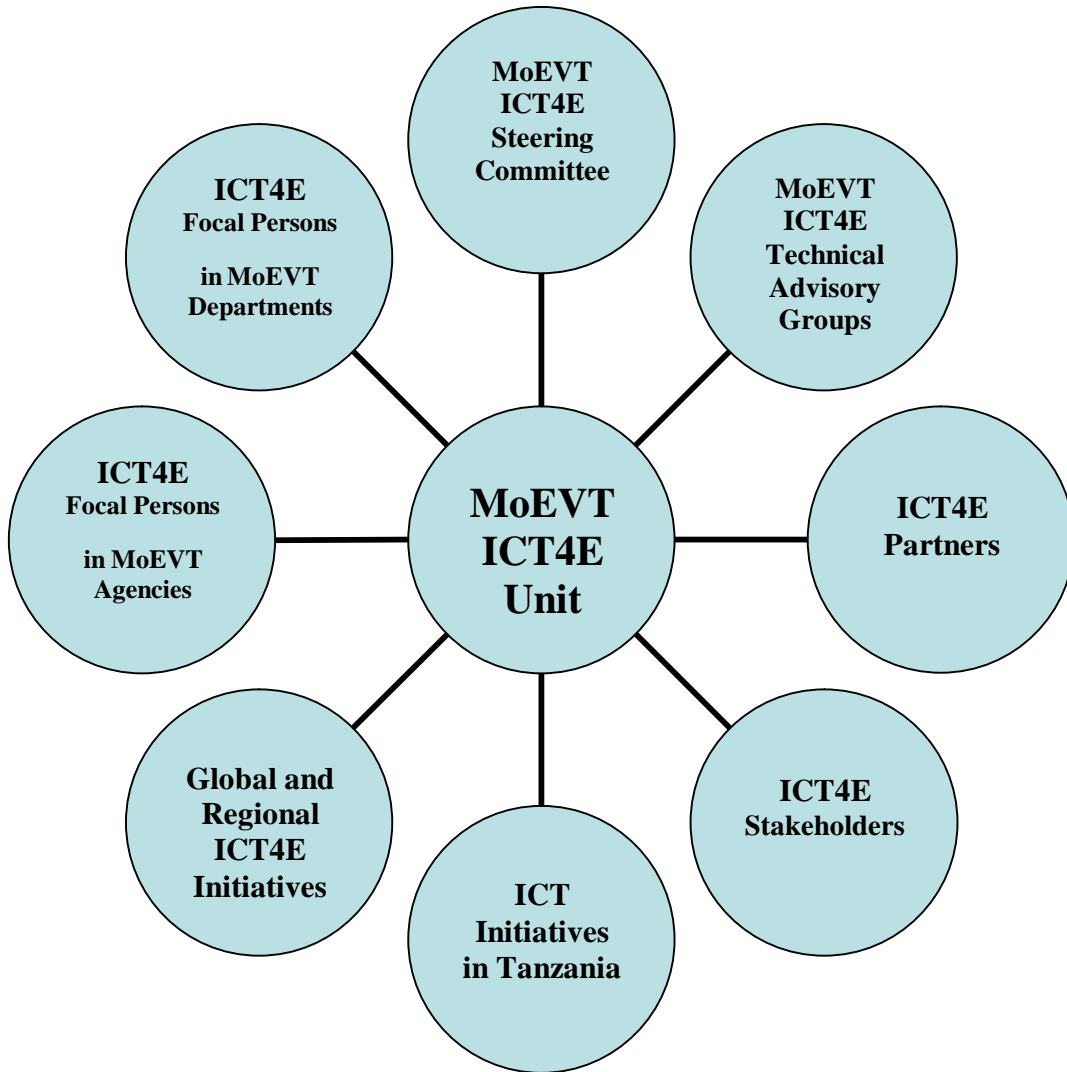 MoEVT
ICT4E
Steering
Committee
MoEVT
ICT4E
Technical
Advisory
Groups
ICT4E
Partners
ICT4E
Stakeholders
ICT
Initiatives
in Tanzania
Global and
Regional
ICT4E
Initiatives
ICT4E
Focal Persons
in MoEVT
Agencies
ICT4E
Focal Persons
in MoEVT
Departments
MoEVT
ICT4E
Unit